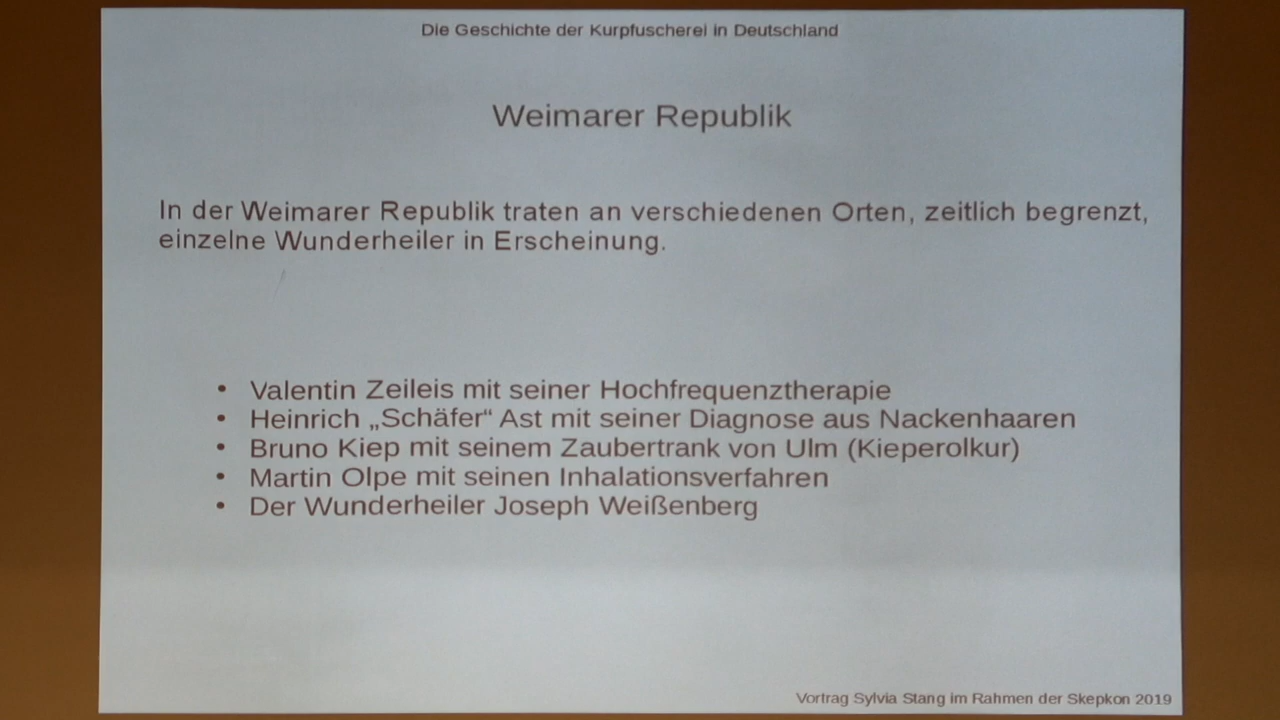 Die Geschichte der Kurpfuscherei in Deutschland
Weimarer Republik
In der Weimarer Republik traten an verschiedenen Orten, zeitlich begrenzt,
einzelne Wunderheiler in Erscheinung.
• Valentin Zeileis mit seiner Hochfrequenztherapie
• Heinrich „Schäfer“ Ast mit seiner Diagnose aus Nackenhaaren
• Bruno Kiep mit seinem Zaubertrank von Ulm (Kieperolkur)
• Martin Olpe mit seinen Inhalationsverfahren
• Der Wunderheiler Joseph Weißenberg
Vortrag Sylvia Stang im Rahmen der Skepkon 2019